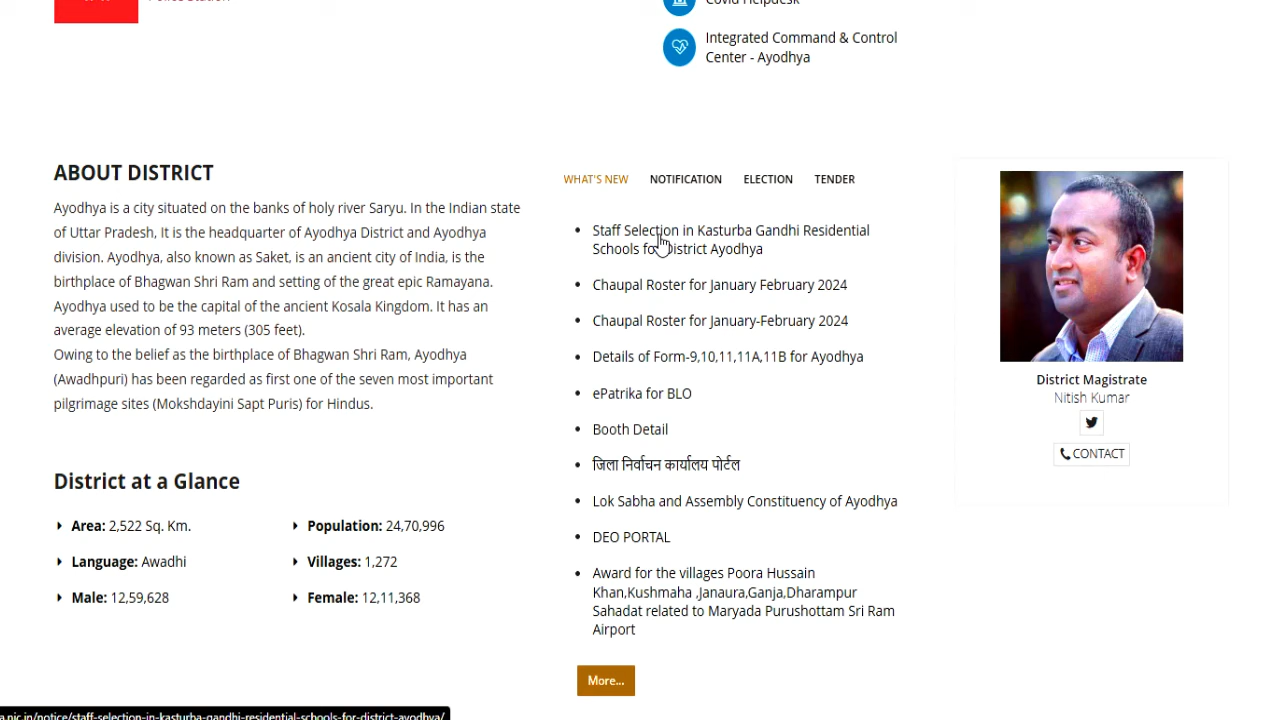 Covid Helpdesk
Integrated Command & Control
Center - Ayodhya
ABOUT DISTRICT
Ayodhya is a city situated on the banks of holy river Saryu. In the Indian state
of Uttar Pradesh, It is the headquarter of Ayodhya District and Ayodhya
division. Ayodhya, also known as Saket, is an ancient city of India, is the
birthplace of Bhagwan Shri Ram and setting of the great epic Ramayana.
Ayodhya used to be the capital of the ancient Kosala Kingdom. It has an
average elevation of 93 meters (305 feet).
Owing to the belief as the birthplace of Bhagwan Shri Ram, Ayodhya
(Awadhpuri) has been regarded as first one of the seven most important
pilgrimage sites (Mokshdayini Sapt Puris) for Hindus.
District at a Glance
Area: 2,522 Sq. Km.
Population: 24,70,996
Language: Awadhi
Villages: 1,272
Male: 12,59,628
Female: 12,11,368
WHAT'S NEW NOTIFICATION ELECTION TENDER
Staff Selection in Kasturba Gandhi Residential
Schools for District Ayodhya
Chaupal Roster for January February 2024
Chaupal Roster for January-February 2024
Details of Form-9,10,11,11A,11B for Ayodhya
ePatrika for BLO
Booth Detail
जिला निर्वाचन कार्यालय पोर्टल
Lok Sabha and Assembly Constituency of Ayodhya
DEO PORTAL
Award for the villages Poora Hussain
Khan,Kushmaha ,Janaura,Ganja,Dharampur
Sahadat related to Maryada Purushottam Sri Ram
Airport
More...
District Magistrate
Nitish Kumar
CONTACT
a.nic.in/notice/staff-selection-in-kasturba-gandhi-residential-schools-for-district-ayodhya/